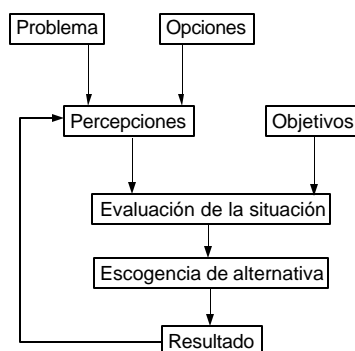 Problema
Opciones
Percepciones
Objetivos
Evaluación de la situación
Escogencia de alternativa
Resultado